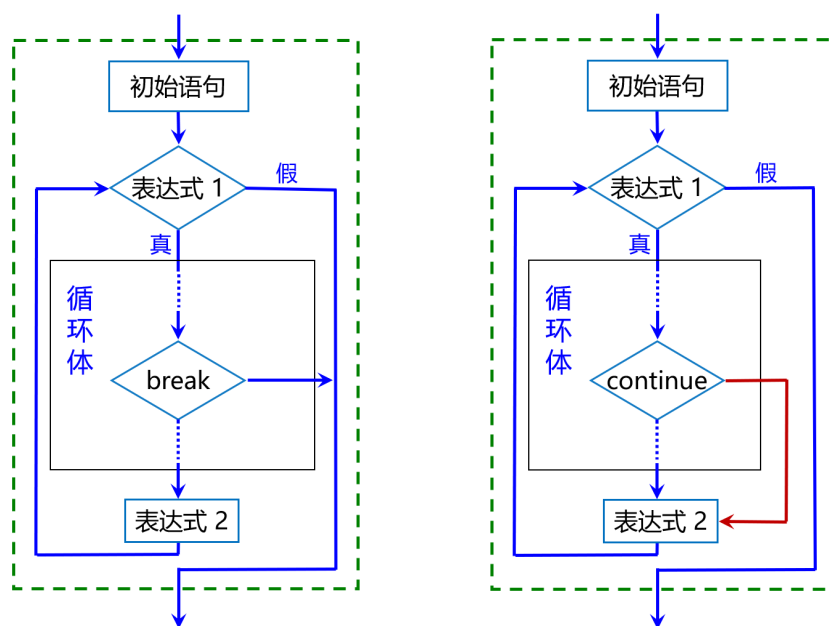 初始语句
表达式 1
假
真
循
环
体
break
表达式 2
初始语句
表达式 1
假
真
循
环
体
continue
表达式 2